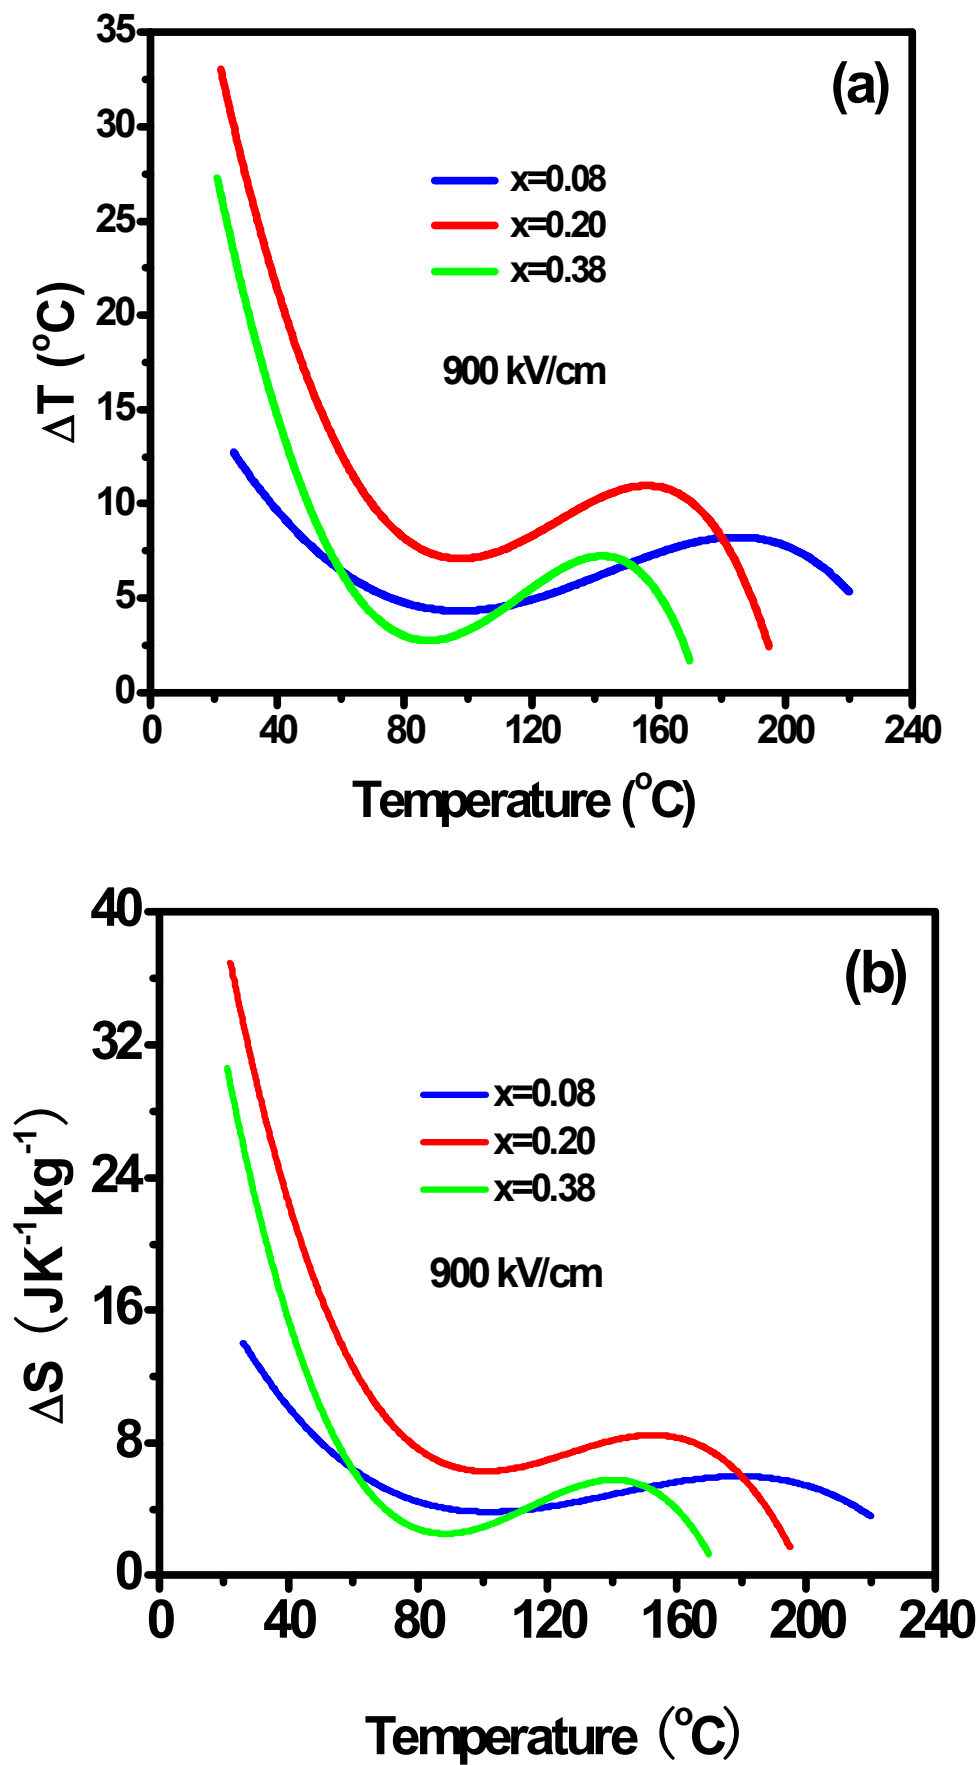 (a)
35
30
25
20
15
10
5
0
ΔT (°C)
x=0.08
x=0.20
x=0.38
900 kV/cm
0 40 80 120 160 200 240
Temperature (°C)
(b)
40
32
24
16
8
0
ΔS (JK⁻¹kg⁻¹)
x=0.08
x=0.20
x=0.38
900 kV/cm
0 40 80 120 160 200 240
Temperature (°C)